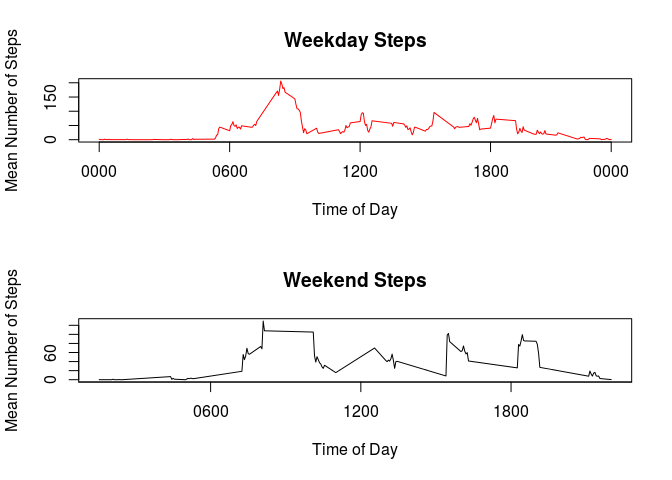 Weekday Steps
Mean Number of Steps
150
0
0000 0600 1200 1800 0000
Time of Day
Weekend Steps
Mean Number of Steps
60
0
0600 1200 1800
Time of Day